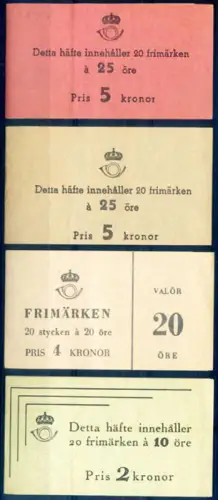 Detta häfte innehåller 20 frimärken
à 25 öre
Pris 5 kronor
Detta häfte innehåller 20 frimärken
à 25 öre
Pris 5 kronor
FRIMÄRKEN
20 stycken à 20 öre
PRIS 4 KRONOR
VALÖR
20
ÖRE
Detta häfte innehåller
20 frimärken à 10 öre
Pris 2 kronor